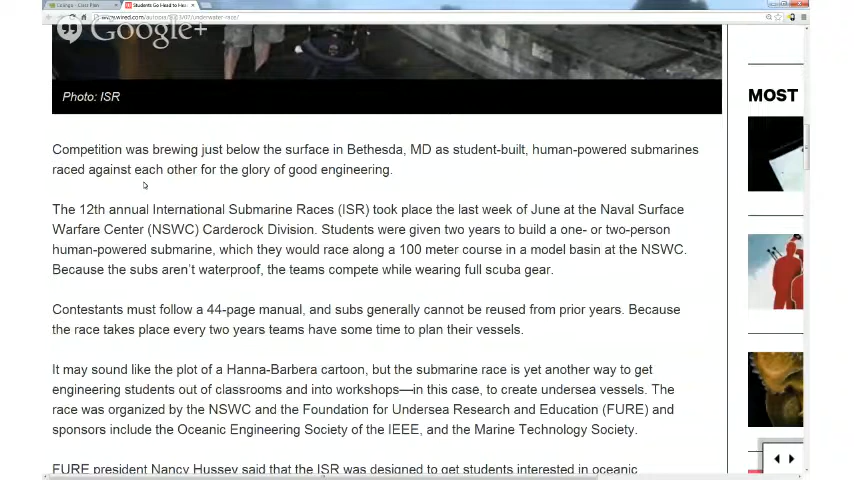 Students Go Head to Hea
Google+
Photo: ISR
MOST
Competition was brewing just below the surface in Bethesda, MD as student-built, human-powered submarines
raced against each other for the glory of good engineering.
The 12th annual International Submarine Races (ISR) took place the last week of June at the Naval Surface
Warfare Center (NSWC) Carderock Division. Students were given two years to build a one- or two-person
human-powered submarine, which they would race along a 100 meter course in a model basin at the NSWC.
Because the subs aren't waterproof, the teams compete while wearing full scuba gear.
Contestants must follow a 44-page manual, and subs generally cannot be reused from prior years. Because
the race takes place every two years teams have some time to plan their vessels.
It may sound like the plot of a Hanna-Barbera cartoon, but the submarine race is yet another way to get
engineering students out of classrooms and into workshops—in this case, to create undersea vessels. The
race was organized by the NSWC and the Foundation for Undersea Research and Education (FURE) and
sponsors include the Oceanic Engineering Society of the IEEE, and the Marine Technology Society.
FURE president Nancy Hussey said that the ISR was designed to get students interested in oceanic